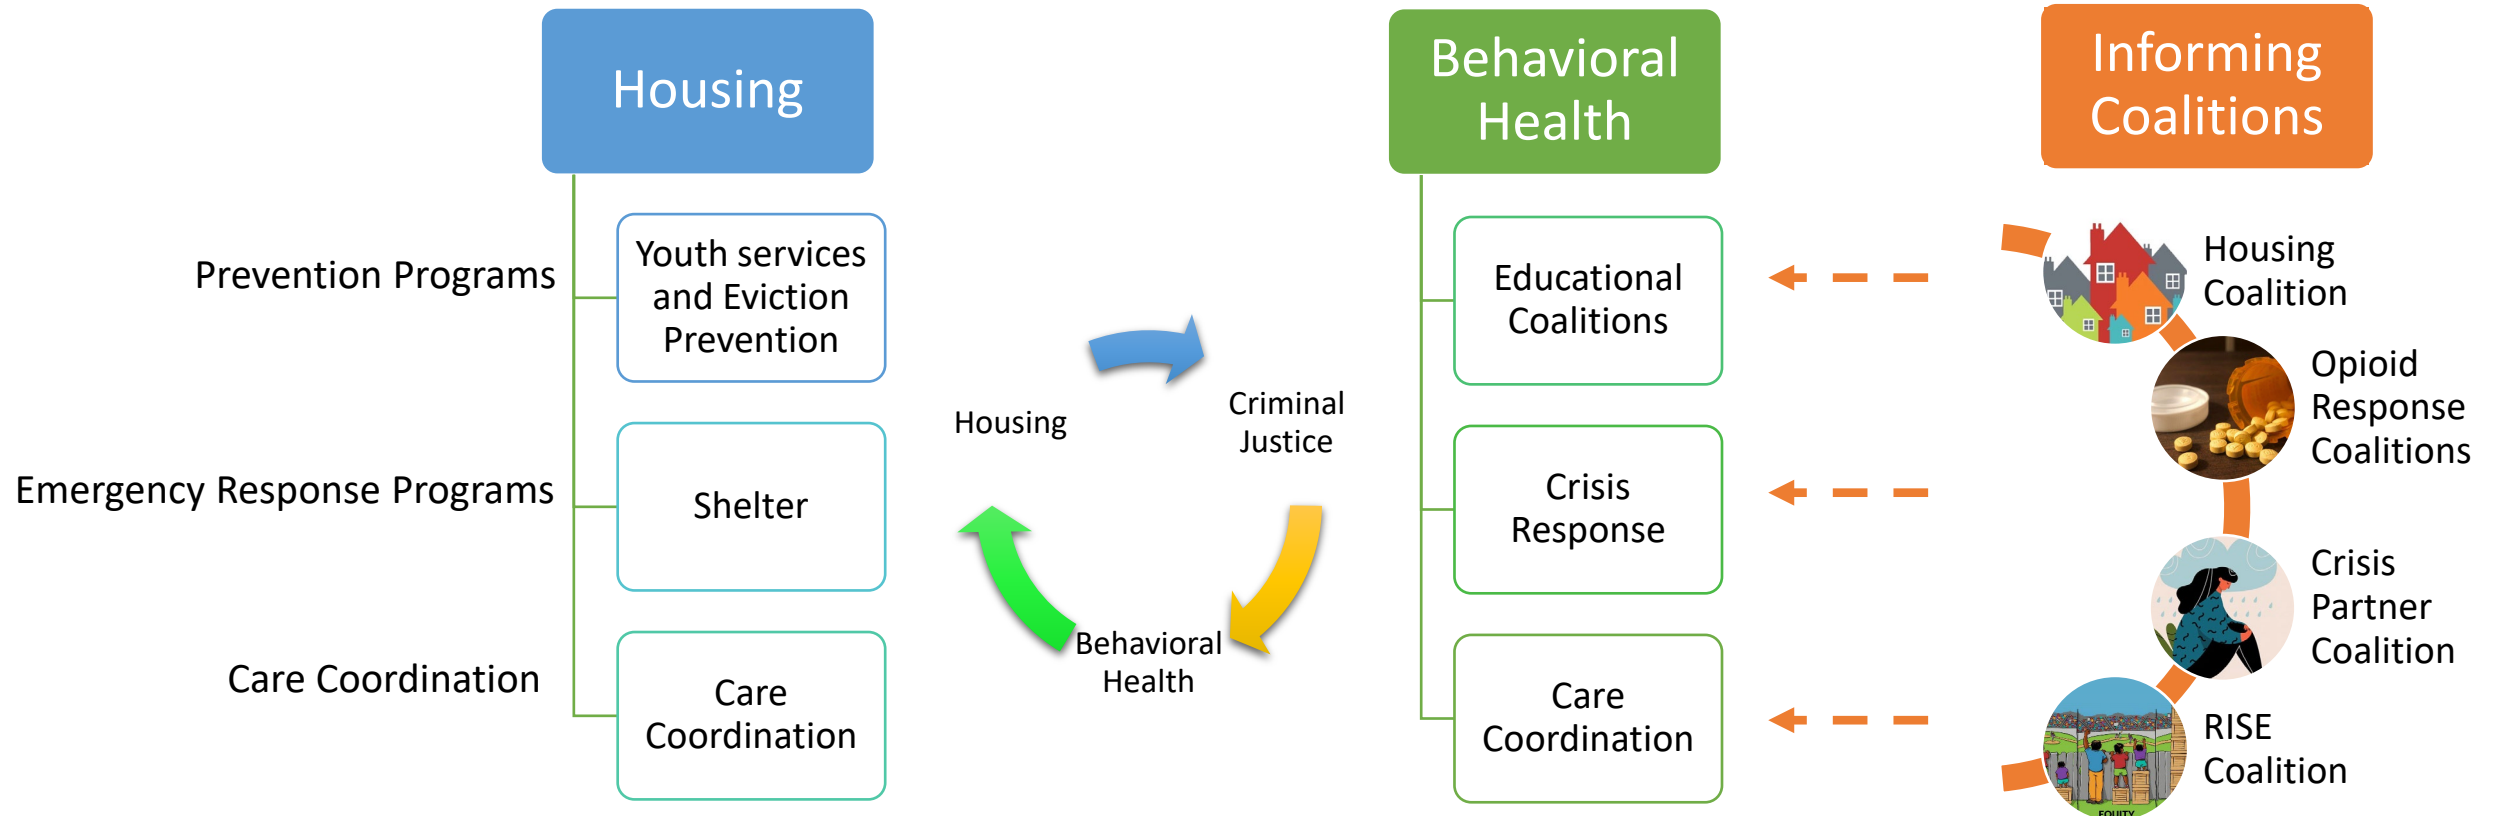 Housing
Behavioral
Health
Informing
Coalitions
Prevention Programs
Youth services
and Eviction
Prevention
Emergency Response Programs
Shelter
Care Coordination
Care
Coordination
Housing
Criminal
Justice
Behavioral
Health
Educational
Coalitions
Crisis
Response
Care
Coordination
Housing
Coalition
Opioid
Response
Coalitions
Crisis
Partner
Coalition
RISE
Coalition
EQUITY